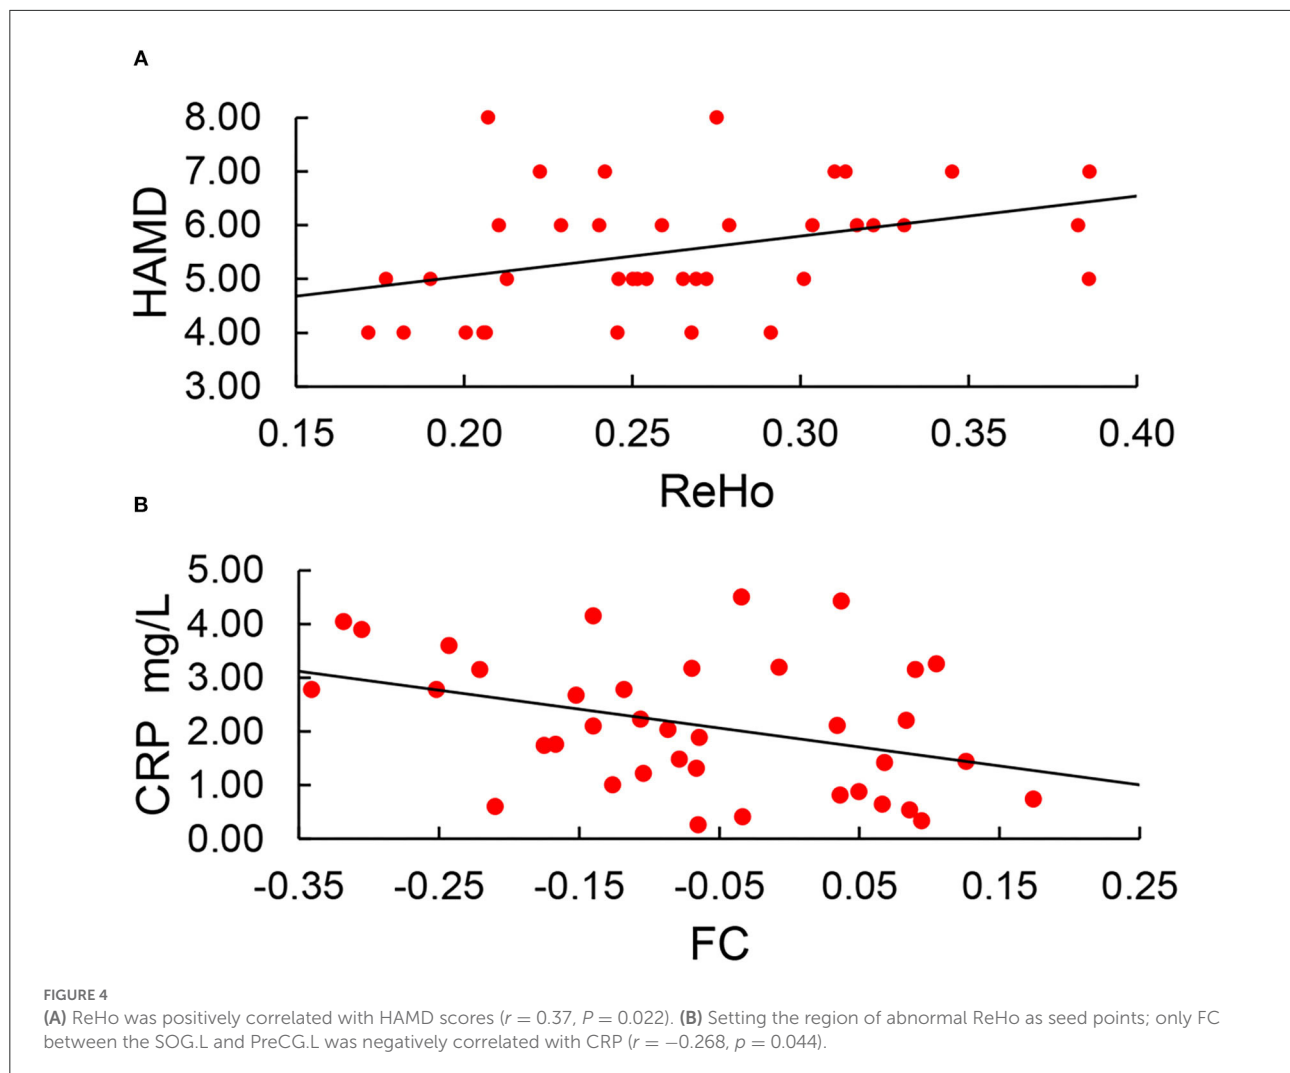 A
8.00
7.00
6.00
5.00
4.00
3.00
HAMD
0.15 0.20 0.25 0.30 0.35 0.40
ReHo
B
5.00
4.00
3.00
2.00
1.00
0.00
CRP mg/L
-0.35 -0.25 -0.15 -0.05 0.05 0.15 0.25
FC
FIGURE 4
(A) ReHo was positively correlated with HAMD scores (r = 0.37, P = 0.022). (B) Setting the region of abnormal ReHo as seed points; only FC
between the SOG.L and PreCG.L was negatively correlated with CRP (r = −0.268, p = 0.044).